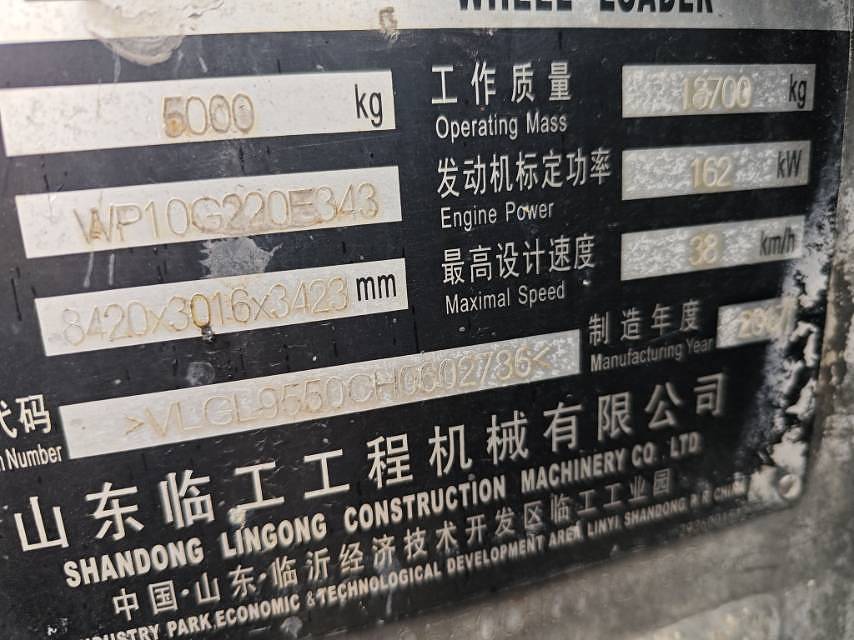 WHEEL LOADER
5000 kg
工作质量 Operating Mass 18700 kg
WP10G220E343
发动机标定功率 Engine Power 162 kW
8420x3016x3423 mm
最高设计速度 Maximal Speed 38 km/h
制造年度 Manufacturing Year
代码 Number >VLGL9550CH0602736<
山东临工工程机械有限公司
SHANDONG LINGONG CONSTRUCTION MACHINERY CO LTD
中国·山东·临沂经济技术开发区临工工业园
INDUSTRY PARK,ECONOMIC &TECHNOLOGICAL DEVELOPMENT AREA LINYI SHANDONG P.R CHINA